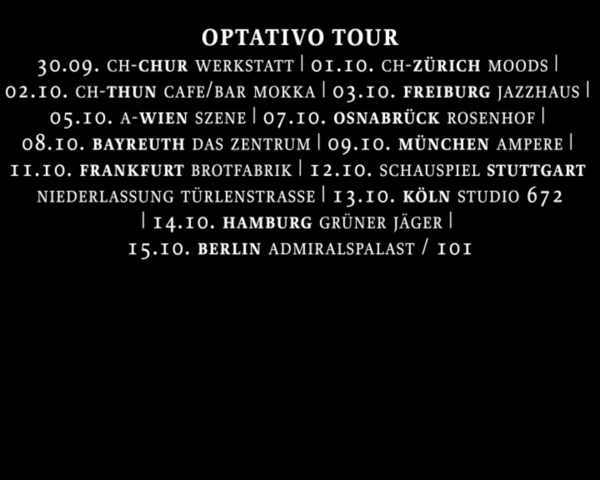 OPTATIVO TOUR
30.09. CH-CHUR WERKSTATT | 01.10. CH-ZÜRICH MOODS |
02.10. CH-THUN CAFE/BAR MOKKA | 03.10. FREIBURG JAZZHAUS |
05.10. A-WIEN SZENE | 07.10. OSNABRÜCK ROSENHOF |
08.10. BAYREUTH DAS ZENTRUM | 09.10. MÜNCHEN AMPERE |
11.10. FRANKFURT BROTFABRIK | 12.10. SCHAUSPIEL STUTTGART
NIEDERLASSUNG TÜRLENSTRASSE | 13.10. KÖLN STUDIO 672
| 14.10. HAMBURG GRÜNER JÄGER |
15.10. BERLIN ADMIRALSPALAST / 101